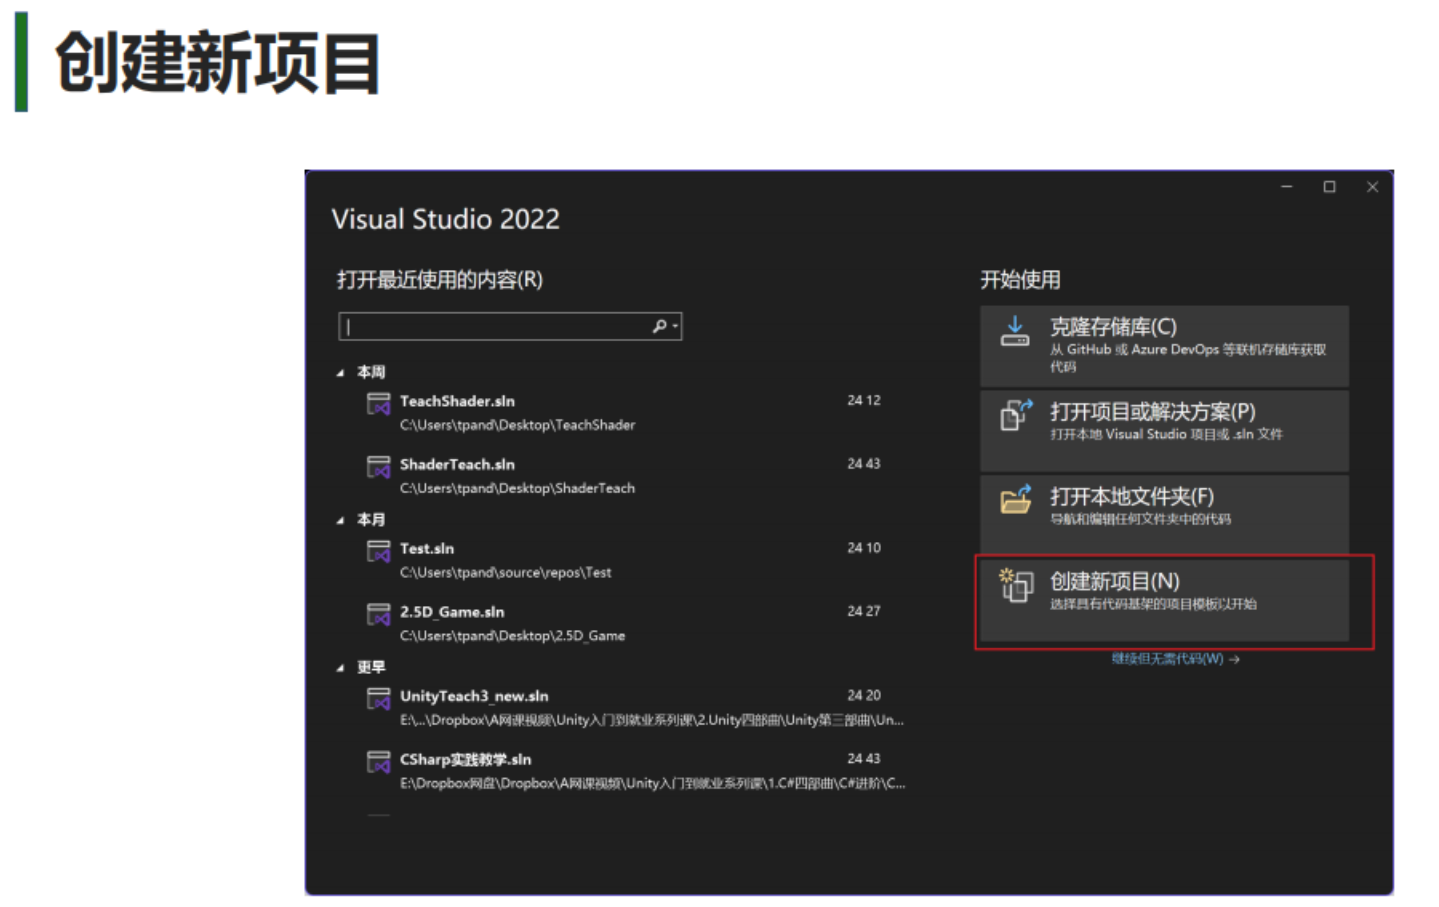 创建新项目
Visual Studio 2022
打开最近使用的内容(R)
本周
TeachShader.sln
24 12
C:\Users\tpand\Desktop\TeachShader
ShaderTeach.sln
24 43
C:\Users\tpand\Desktop\ShaderTeach
本月
Test.sln
24 10
C:\Users\tpand\source\repos\Test
2.5D_Game.sln
24 27
C:\Users\tpand\Desktop\2.5D_Game
更早
UnityTeach3_new.sln
24 20
E:\...\Dropbox\A网课视频\Unity入门到就业系列课\2.Unity四部曲\Unity第三部曲\Un...
CSharp实践教学.sln
24 43
E:\Dropbox网盘\Dropbox\A网课视频\Unity入门到就业系列课\1.C#四部曲\C#进阶\C...
开始使用
克隆存储库(C)
从 GitHub 或 Azure DevOps 等联机存储库获取
代码
打开项目或解决方案(P)
打开本地 Visual Studio 项目或 .sln 文件
打开本地文件夹(F)
导航和编辑任何文件夹中的代码
创建新项目(N)
选择具有代码基架的项目模板以开始
继续但无需代码(W) →